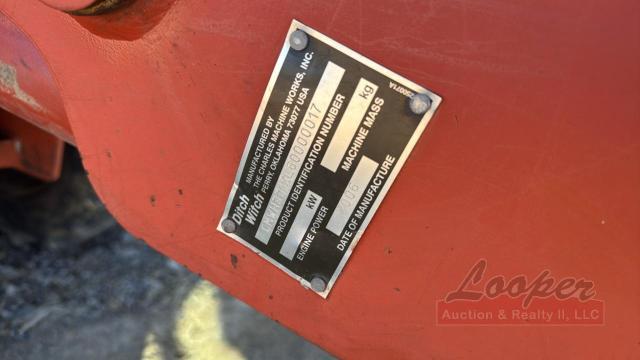 Ditch
Witch
MANUFACTURED BY
THE CHARLES MACHINE WORKS, INC.
PERRY, OKLAHOMA 73077 USA
PRODUCT IDENTIFICATION NUMBER
kW
ENGINE POWER
kg
MACHINE MASS
DATE OF MANUFACTURE
Looper
Auction & Realty II, LLC